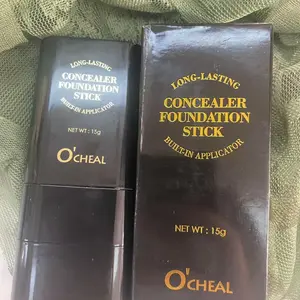 LONG-LASTING
CONCEALER
FOUNDATION
STICK
BUILT-IN APPLICATOR
NET WT : 15g
O'CHEAL
LONG-LASTING
CONCEALER
FOUNDATION
STICK
BUILT-IN APPLICATOR
NET WT : 15g
O'CHEAL